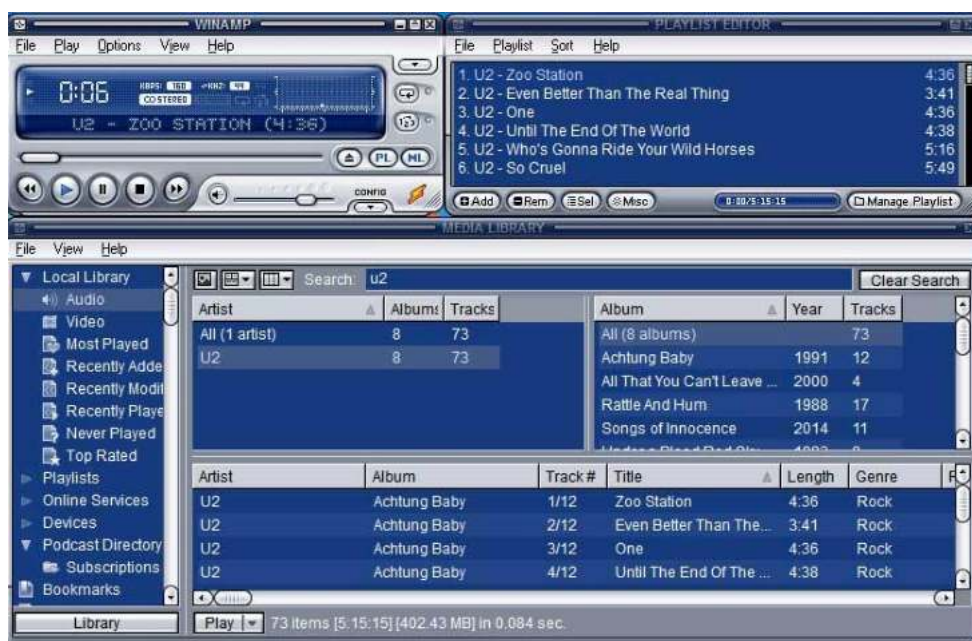 WINAMP
File Play Options View Help
0:06
KBPS: 160 KHZ: 44
STEREO
U2 - ZOO STATION (4:36)
PL ML
CONFIG
PLAYLIST EDITOR
File Playlist Sort Help
1. U2 - Zoo Station 4:36
2. U2 - Even Better Than The Real Thing 3:41
3. U2 - One 4:36
4. U2 - Until The End Of The World 4:38
5. U2 - Who's Gonna Ride Your Wild Horses 5:16
6. U2 - So Cruel 5:49
Add Rem Sel Misc 0:00/5:15:15 Manage Playlist
MEDIA LIBRARY
File View Help
Local Library
Audio
Video
Most Played
Recently Adde
Recently Modif
Recently Playe
Never Played
Top Rated
Playlists
Online Services
Devices
Podcast Directory
Subscriptions
Bookmarks
Library
Search: u2 Clear Search
Artist Albums Tracks
All (1 artist) 8 73
U2 8 73
Album Year Tracks
All (8 albums) 73
Achtung Baby 1991 12
All That You Can't Leave ... 2000 4
Rattle And Hum 1988 17
Songs of Innocence 2014 11
Artist Album Track # Title Length Genre
U2 Achtung Baby 1/12 Zoo Station 4:36 Rock
U2 Achtung Baby 2/12 Even Better Than The... 3:41 Rock
U2 Achtung Baby 3/12 One 4:36 Rock
U2 Achtung Baby 4/12 Until The End Of The ... 4:38 Rock
Play 73 items [5:15:15] [402.43 MB] in 0.084 sec.